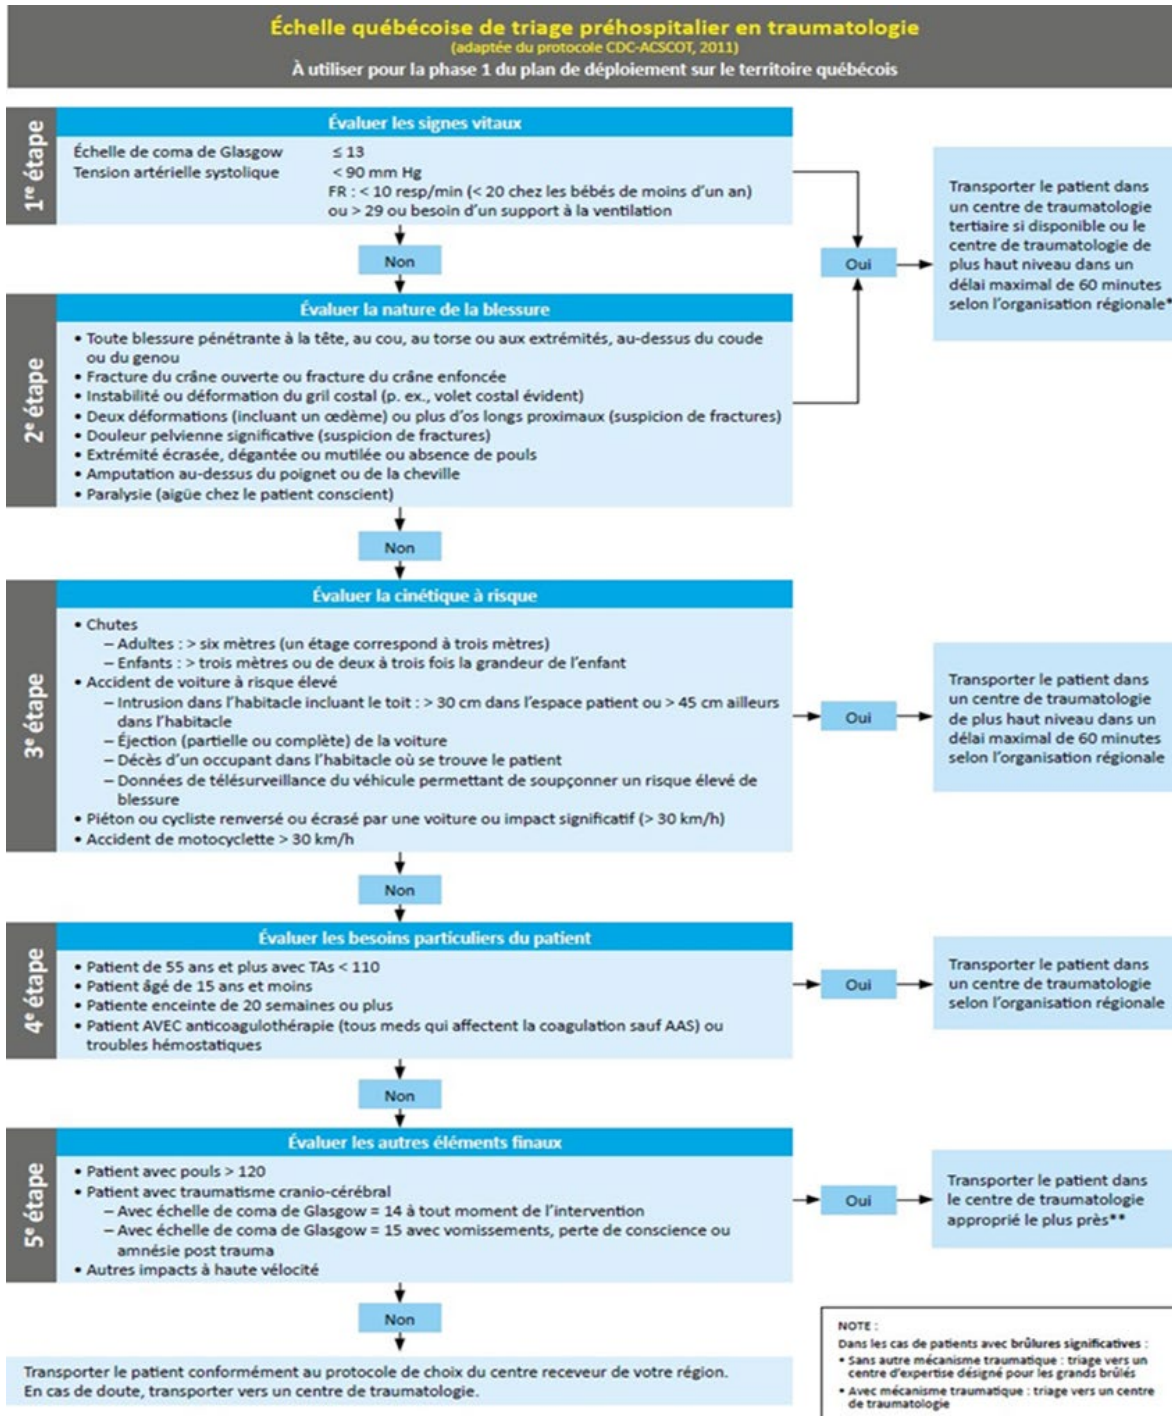 Échelle québécoise de triage préhospitalier en traumatologie
(adaptée du protocole CDC-ACSCOT, 2011)
À utiliser pour la phase 1 du plan de déploiement sur le territoire québécois
1re étape
Évaluer les signes vitaux
Échelle de coma de Glasgow ≤ 13
Tension artérielle systolique < 90 mm Hg
FR : < 10 resp/min (< 20 chez les bébés de moins d'un an)
ou > 29 ou besoin d'un support à la ventilation
Oui
Transporter le patient dans
un centre de traumatologie
tertiaire si disponible ou le
centre de traumatologie de
plus haut niveau dans un
délai maximal de 60 minutes
selon l'organisation régionale*
Non
2e étape
Évaluer la nature de la blessure
• Toute blessure pénétrante à la tête, au cou, au torse ou aux extrémités, au-dessus du coude
ou du genou
• Fracture du crâne ouverte ou fracture du crâne enfoncée
• Instabilité ou déformation du gril costal (p. ex., volet costal évident)
• Deux déformations (incluant un œdème) ou plus d'os longs proximaux (suspicion de fractures)
• Douleur pelvienne significative (suspicion de fractures)
• Extrémité écrasée, dégantée ou mutilée ou absence de pouls
• Amputation au-dessus du poignet ou de la cheville
• Paralysie (aigüe chez le patient conscient)
Non
3e étape
Évaluer la cinétique à risque
• Chutes
– Adultes : > six mètres (un étage correspond à trois mètres)
– Enfants : > trois mètres ou de deux à trois fois la grandeur de l'enfant
• Accident de voiture à risque élevé
– Intrusion dans l'habitacle incluant le toit : > 30 cm dans l'espace patient ou > 45 cm ailleurs
dans l'habitacle
– Éjection (partielle ou complète) de la voiture
– Décès d'un occupant dans l'habitacle où se trouve le patient
– Données de télésurveillance du véhicule permettant de soupçonner un risque élevé de
blessure
• Piéton ou cycliste renversé ou écrasé par une voiture ou impact significatif (> 30 km/h)
• Accident de motocyclette > 30 km/h
Oui
Transporter le patient dans
un centre de traumatologie
de plus haut niveau dans un
délai maximal de 60 minutes
selon l'organisation régionale
Non
4e étape
Évaluer les besoins particuliers du patient
• Patient de 55 ans et plus avec TAs < 110
• Patient âgé de 15 ans et moins
• Patiente enceinte de 20 semaines ou plus
• Patient AVEC anticoagulothérapie (tous meds qui affectent la coagulation sauf AAS) ou
troubles hémostatiques
Oui
Transporter le patient dans
un centre de traumatologie
selon l'organisation régionale
Non
5e étape
Évaluer les autres éléments finaux
• Patient avec pouls > 120
• Patient avec traumatisme cranio-cérébral
– Avec échelle de coma de Glasgow = 14 à tout moment de l'intervention
– Avec échelle de coma de Glasgow = 15 avec vomissements, perte de conscience ou
amnésie post trauma
• Autres impacts à haute vélocité
Oui
Transporter le patient dans
le centre de traumatologie
approprié le plus près**
Non
Transporter le patient conformément au protocole de choix du centre receveur de votre région.
En cas de doute, transporter vers un centre de traumatologie.
NOTE :
Dans les cas de patients avec brûlures significatives :
• Sans autre mécanisme traumatique : triage vers un
centre d'expertise désigné pour les grands brûlés
• Avec mécanisme traumatique : triage vers un centre
de traumatologie